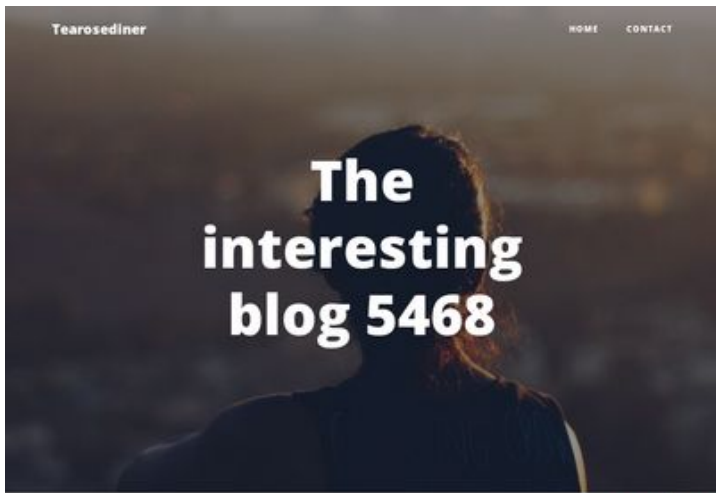 Tearosediner
HOME CONTACT
The
interesting
blog 5468